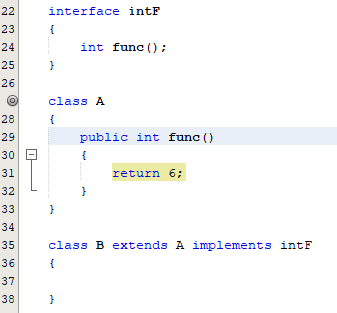 22 interface intF
23 {
24 int func();
25 }
26
class A
28 {
29 public int func()
30 {
31 return 6;
32 }
33 }
34
35 class B extends A implements intF
36 {
37
38 }